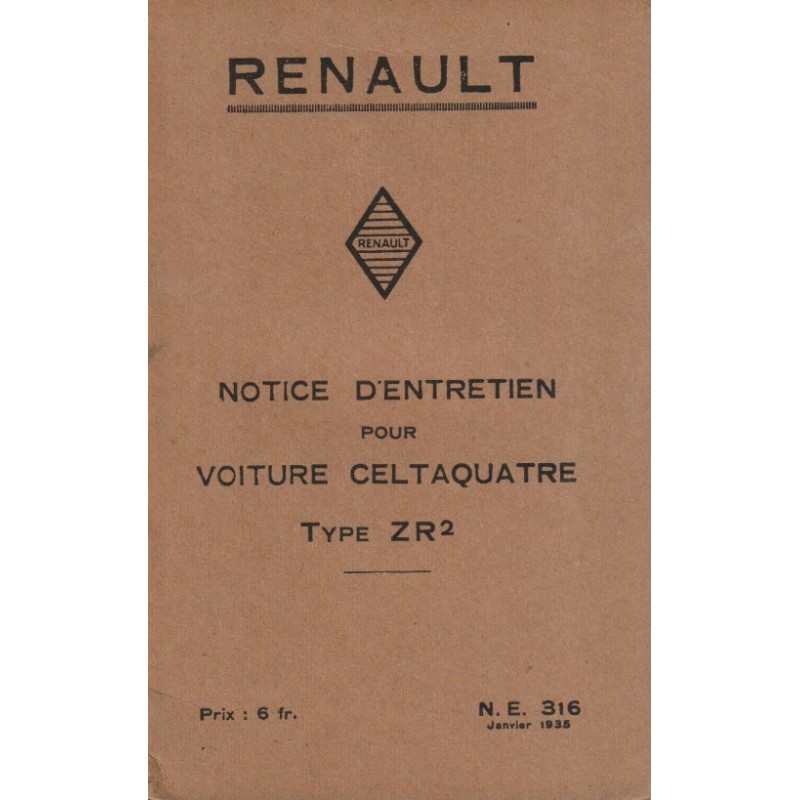 RENAULT
RENAULT
NOTICE D'ENTRETIEN
POUR
VOITURE CELTAQUATRE
TYPE ZR2
Prix : 6 fr.
N. E. 316
Janvier 1935